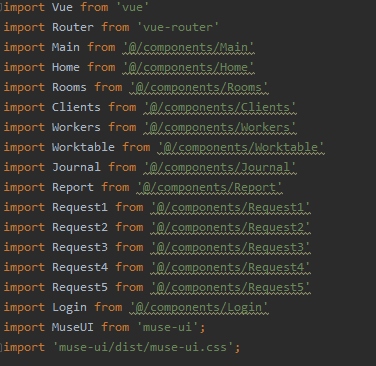 import Vue from 'vue'
import Router from 'vue-router'
import Main from '@/components/Main'
import Home from '@/components/Home'
import Rooms from '@/components/Rooms'
import Clients from '@/components/Clients'
import Workers from '@/components/Workers'
import Worktable from '@/components/Worktable'
import Journal from '@/components/Journal'
import Report from '@/components/Report'
import Request1 from '@/components/Request1'
import Request2 from '@/components/Request2'
import Request3 from '@/components/Request3'
import Request4 from '@/components/Request4'
import Request5 from '@/components/Request5'
import Login from '@/components/Login'
import MuseUI from 'muse-ui';
import 'muse-ui/dist/muse-ui.css';